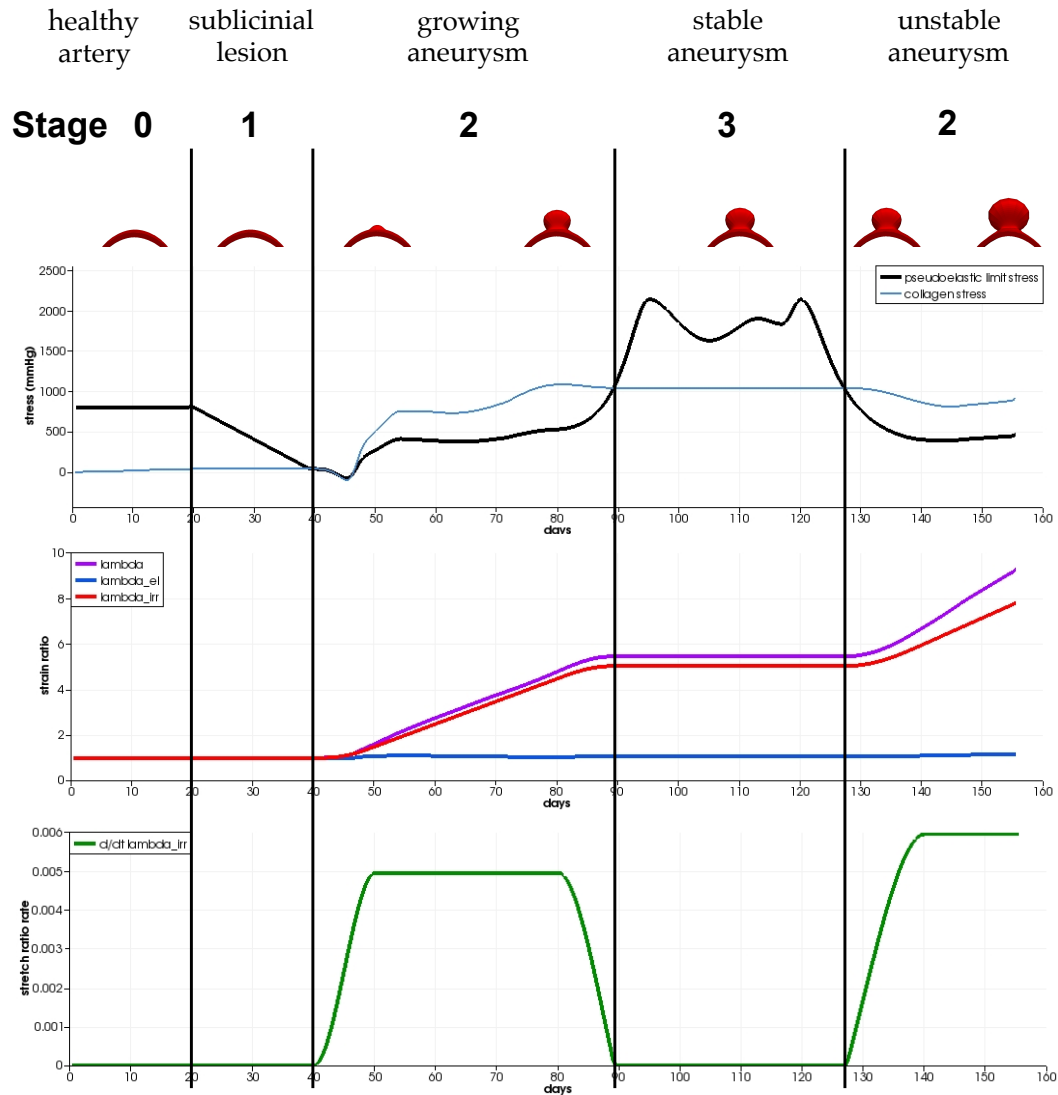 healthy artery
sublicinial lesion
growing aneurysm
stable aneurysm
unstable aneurysm
Stage 0 1 2 3 2
2500
2000
1500
1000
500
0
stress (mmHg)
pseudoelastic limit stress
collagen stress
0 10 20 30 40 50 60 70 80 90 100 110 120 130 140 150 160
days
10
8
6
4
2
0
strain ratio
lambda
lambda_el
lambda_irr
0 10 20 30 40 50 60 70 80 90 100 110 120 130 140 150 160
days
0.006
0.005
0.004
0.003
0.002
0.001
0
stretch ratio rate
d/dt lambda_irr
0 10 20 30 40 50 60 70 80 90 100 110 120 130 140 150 160
days